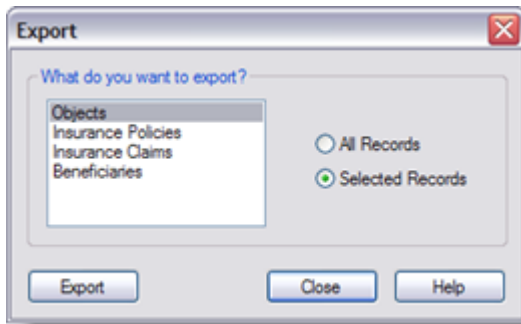 Export
What do you want to export?
Objects
Insurance Policies
Insurance Claims
Beneficiaries
All Records
Selected Records
Export
Close
Help